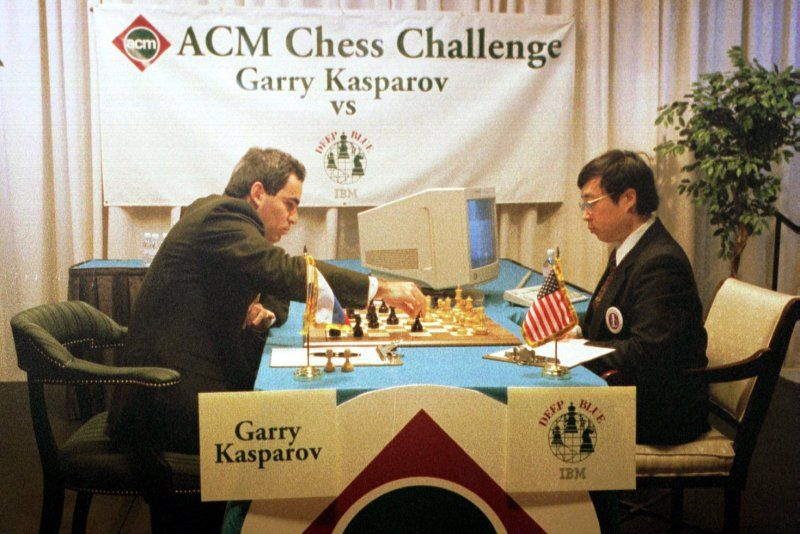 acm
ACM Chess Challenge
Garry Kasparov
vs
DEEP BLUE
IBM
Garry
Kasparov
DEEP BLUE
IBM